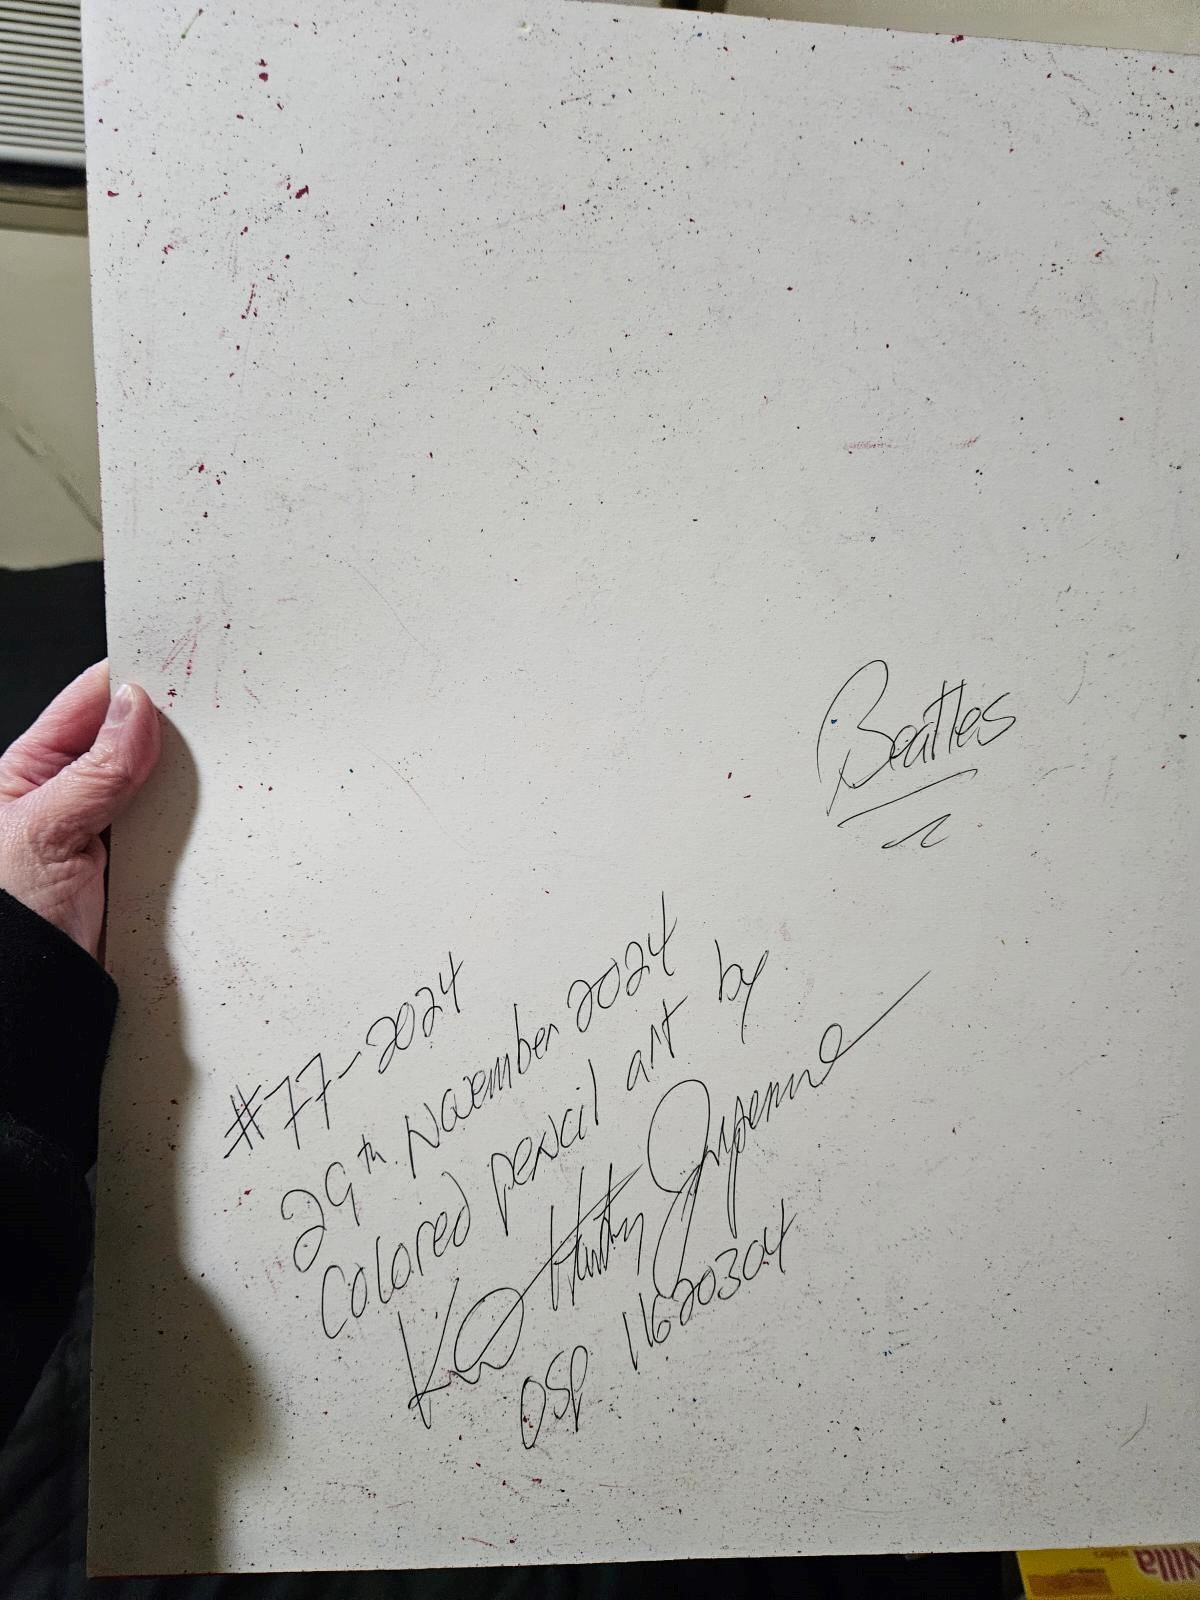 Beatles
#77-2024
29th November 2024
Colored pencil art by
OSP 11620304